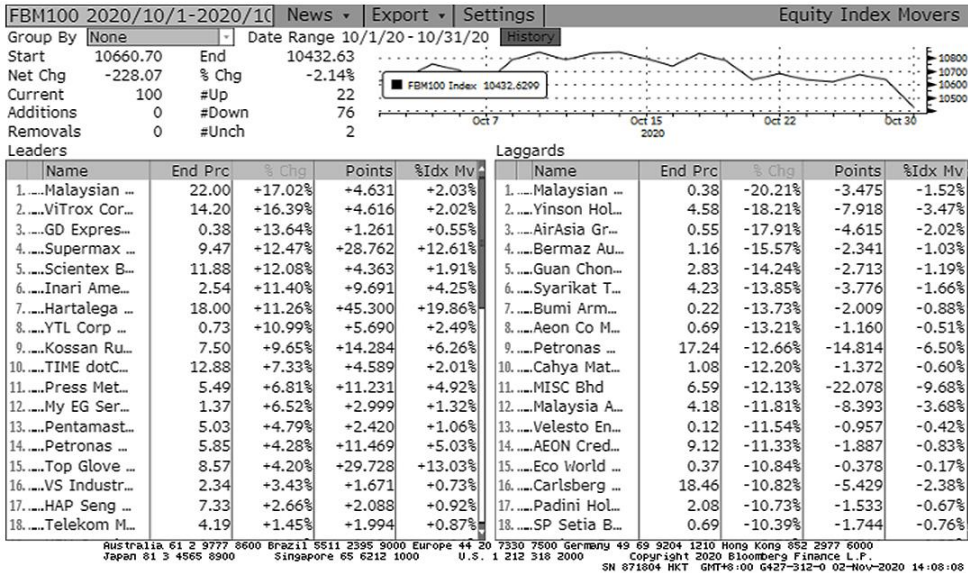 FBM100 2020/10/1-2020/10 News Export Settings Equity Index Movers
Group By None Date Range 10/1/20 - 10/31/20 History
Start 10660.70 End 10432.63
Net Chg -228.07 % Chg -2.14%
Current 100 #Up 22
Additions 0 #Down 76
Removals 0 #Unch 2
FBM100 Index 10432.6299
10800
10700
10600
10500
Oct 7 Oct 15 Oct 22 Oct 30
2020
Leaders
Name End Prc % Chg Points %Idx Mv
1. Malaysian ... 22.00 +17.02% +4.631 +2.03%
2. ViTrox Cor... 14.20 +16.39% +4.616 +2.02%
3. GD Expres... 0.38 +13.64% +1.261 +0.55%
4. Supermax ... 9.47 +12.47% +28.762 +12.61%
5. Scientex B... 11.88 +12.08% +4.363 +1.91%
6. Inari Ame... 2.54 +11.40% +9.691 +4.25%
7. Hartalega ... 18.00 +11.26% +45.300 +19.86%
8. YTL Corp ... 0.73 +10.99% +5.690 +2.49%
9. Kossan Ru... 7.50 +9.65% +14.284 +6.26%
10. TIME dotC... 12.88 +7.33% +4.589 +2.01%
11. Press Met... 5.49 +6.81% +11.231 +4.92%
12. My EG Ser... 1.37 +6.52% +2.999 +1.32%
13. Pentamast... 5.03 +4.79% +2.420 +1.06%
14. Petronas ... 5.85 +4.28% +11.469 +5.03%
15. Top Glove ... 8.57 +4.20% +29.728 +13.03%
16. VS Industr... 2.34 +3.43% +1.671 +0.73%
17. HAP Seng ... 7.33 +2.66% +2.088 +0.92%
18. Telekom M... 4.19 +1.45% +1.994 +0.87%
Laggards
Name End Prc % Chg Points %Idx Mv
1. Malaysian ... 0.38 -20.21% -3.475 -1.52%
2. Yinson Hol... 4.58 -18.21% -7.918 -3.47%
3. AirAsia Gr... 0.55 -17.91% -4.615 -2.02%
4. Bermaz Au... 1.16 -15.57% -2.341 -1.03%
5. Guan Chon... 2.83 -14.24% -2.713 -1.19%
6. Syarikat T... 4.23 -13.85% -3.776 -1.66%
7. Bumi Arm... 0.22 -13.73% -2.009 -0.88%
8. Aeon Co M... 0.69 -13.21% -1.160 -0.51%
9. Petronas ... 17.24 -12.66% -14.814 -6.50%
10. Cahya Mat... 1.08 -12.20% -1.372 -0.60%
11. MISC Bhd 6.59 -12.13% -22.078 -9.68%
12. Malaysia A... 4.18 -11.81% -8.393 -3.68%
13. Velesto En... 0.12 -11.54% -0.957 -0.42%
14. AEON Cred... 9.12 -11.33% -1.887 -0.83%
15. Eco World ... 0.37 -10.84% -0.378 -0.17%
16. Carlsberg ... 18.46 -10.82% -5.429 -2.38%
17. Padini Hol... 2.08 -10.73% -1.533 -0.67%
18. SP Setia B... 0.69 -10.39% -1.744 -0.76%
Australia 61 2 9777 8600 Brazil 5511 2395 9000 Europe 44 20 7330 7500 Germany 49 69 9204 1210 Hong Kong 852 2977 6000
Japan 81 3 4565 8900 Singapore 65 6212 1000 U.S. 1 212 318 2000 Copyright 2020 Bloomberg Finance L.P.
SN 871804 HKT GMT+8:00 G427-312-0 02-Nov-2020 14:08:08